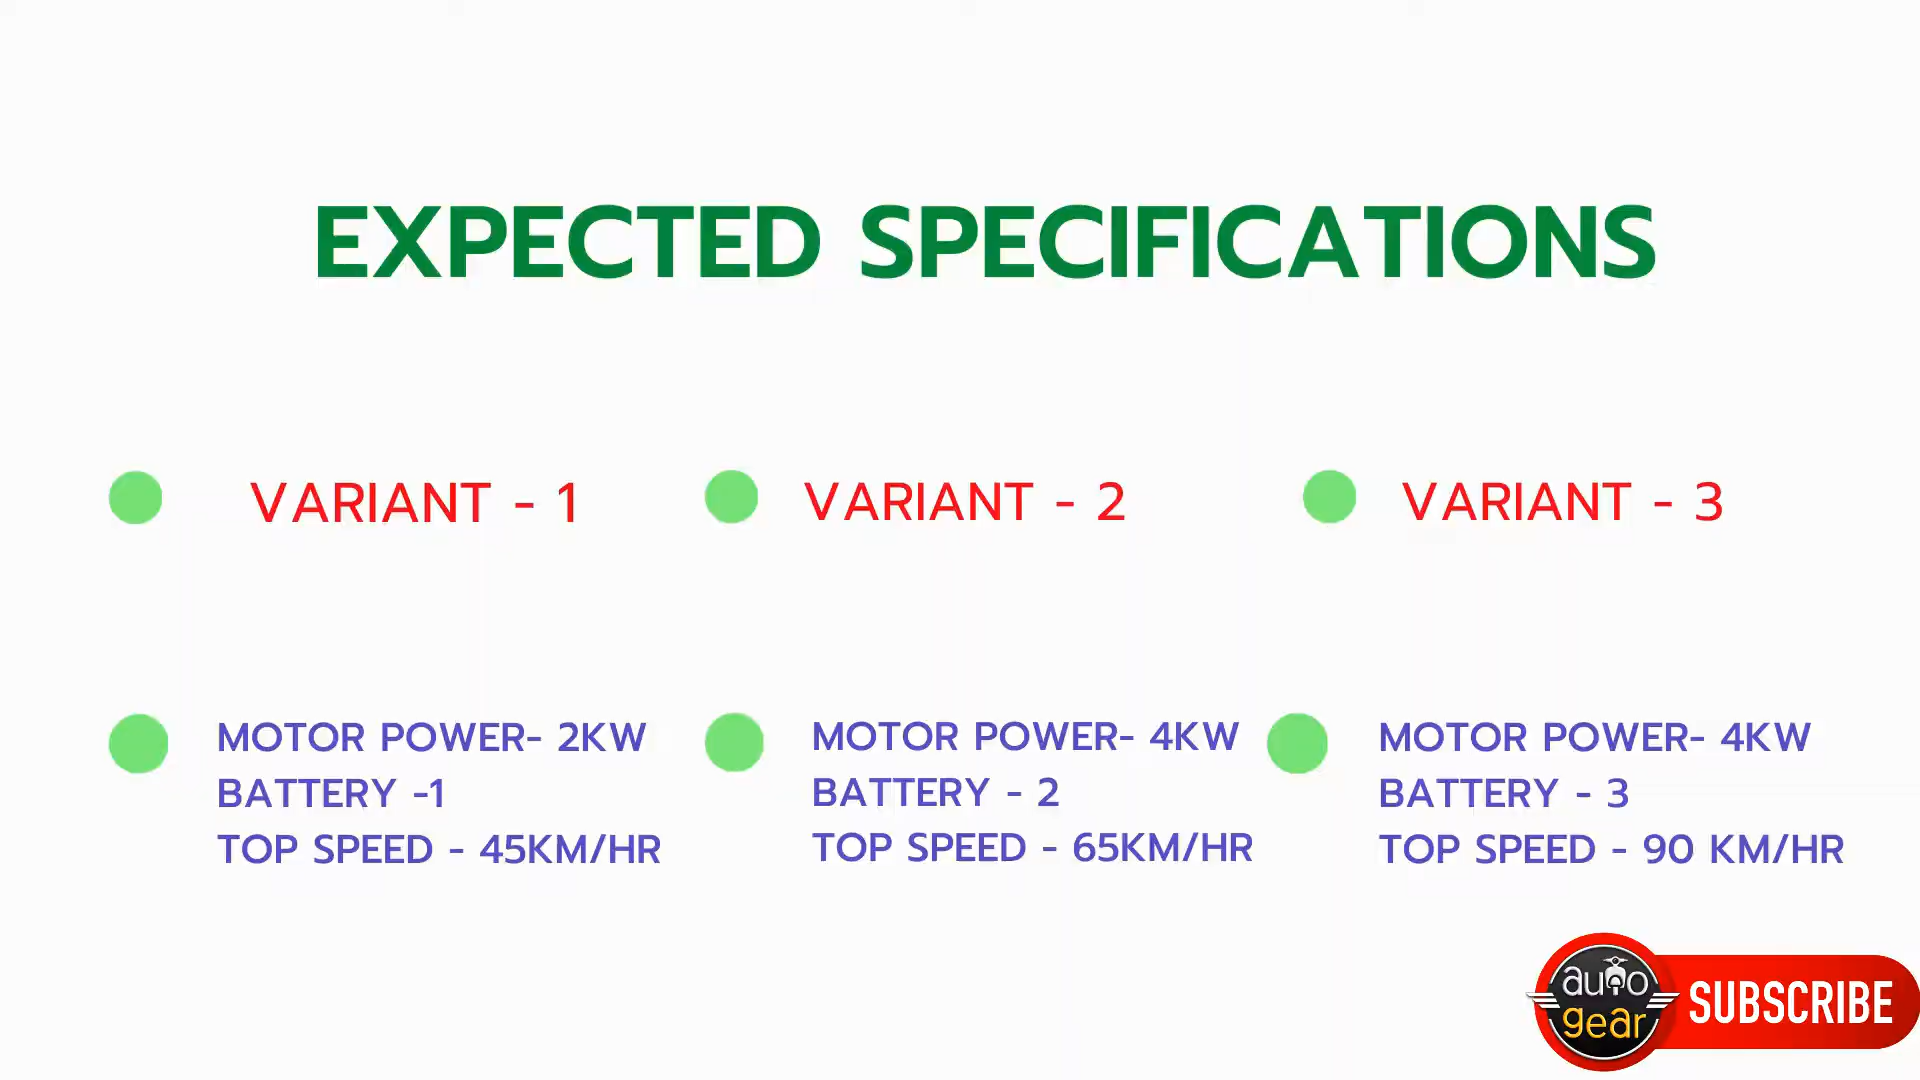 EXPECTED SPECIFICATIONS
VARIANT - 1
VARIANT - 2
VARIANT - 3
MOTOR POWER- 2KW
BATTERY -1
TOP SPEED - 45KM/HR
MOTOR POWER- 4KW
BATTERY - 2
TOP SPEED - 65KM/HR
MOTOR POWER- 4KW
BATTERY - 3
TOP SPEED - 90 KM/HR
auto
gear
SUBSCRIBE